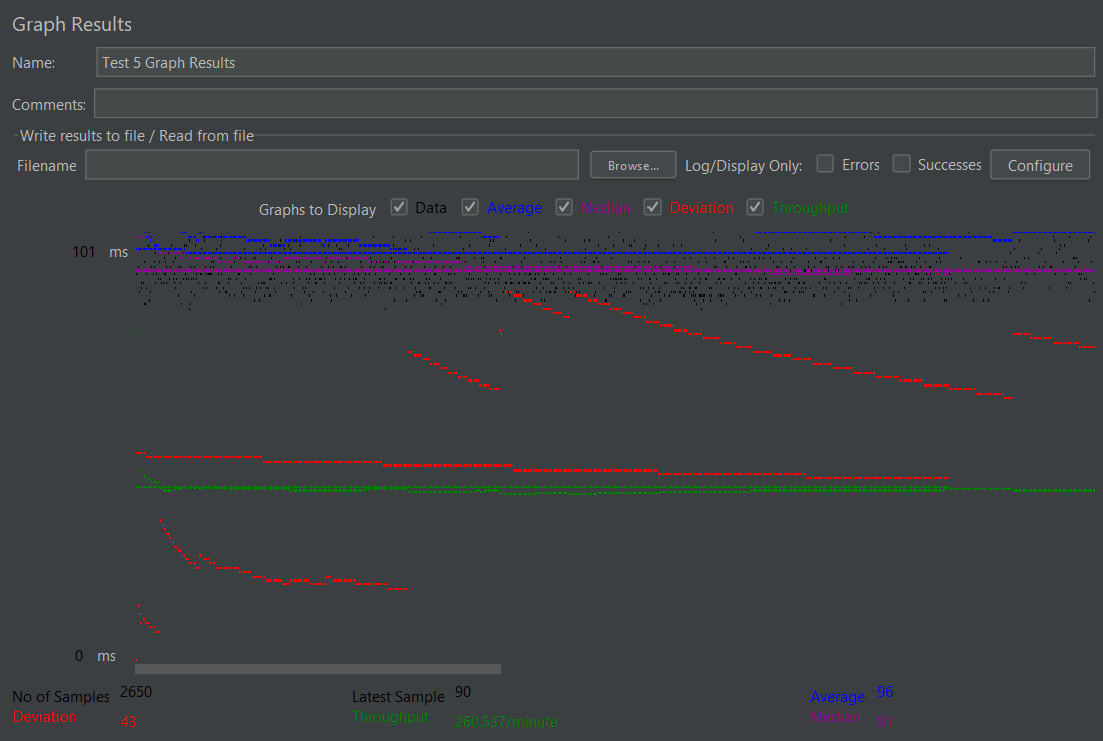 Graph Results
Name: Test 5 Graph Results
Comments:
Write results to file / Read from file
Filename Browse... Log/Display Only: Errors Successes Configure
Graphs to Display Data Average Median Deviation Throughput
101 ms
0 ms
No of Samples 2650 Latest Sample 90 Average 96
Deviation 43 Throughput 260.537/minute Median 91